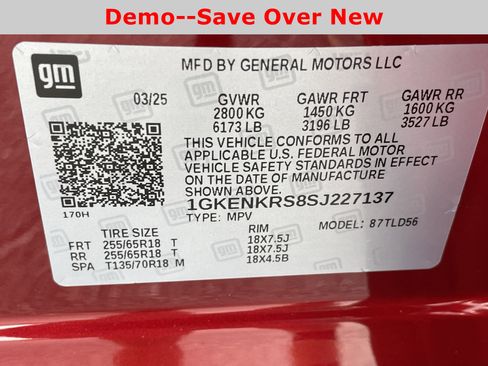 Demo--Save Over New
gm
MFD BY GENERAL MOTORS LLC
03/25 GVWR GAWR FRT GAWR RR
2800 KG 1450 KG 1600 KG
6173 LB 3196 LB 3527 LB
THIS VEHICLE CONFORMS TO ALL
APPLICABLE U.S. FEDERAL MOTOR
VEHICLE SAFETY STANDARDS IN EFFECT
ON THE DATE OF MANUFACTURE SHOWN ABOVE.
1GKENKRS8SJ227137
170H TYPE: MPV MODEL: 87TLD56
TIRE SIZE RIM
FRT 255/65R18 T 18X7.5J
RR 255/65R18 T 18X7.5J
SPA T135/70R18 M 18X4.5B